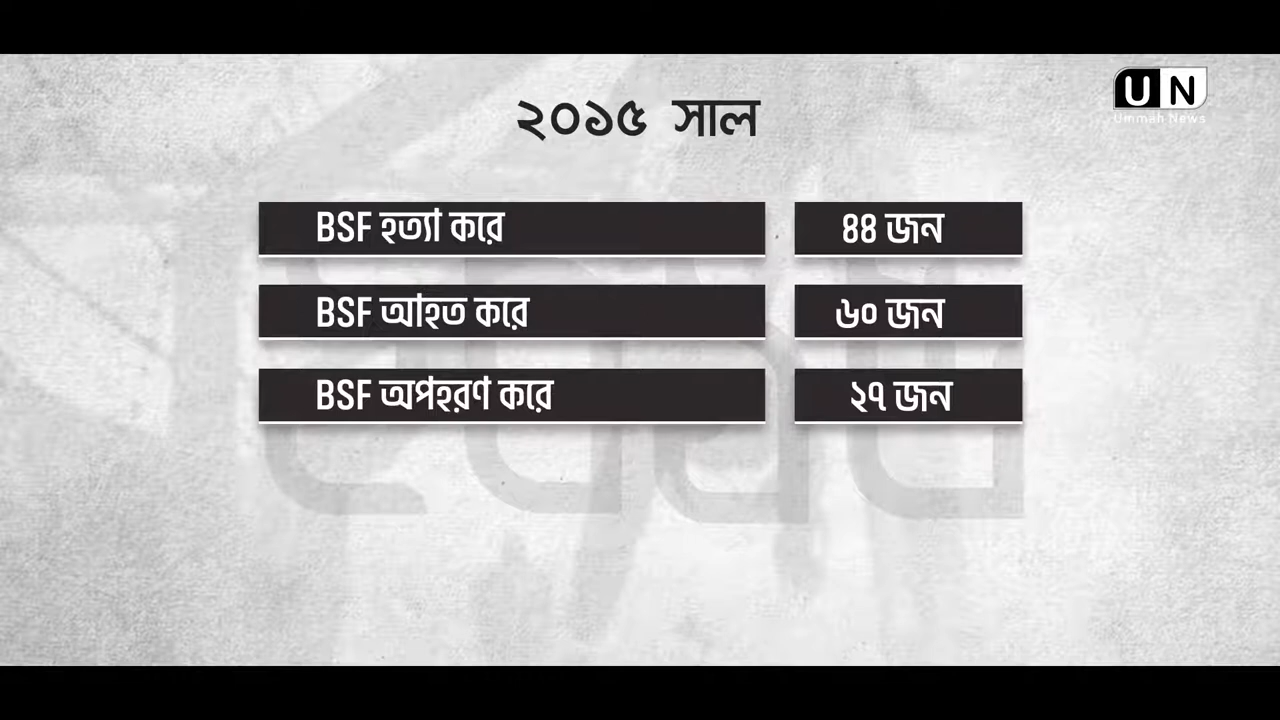 ২০১৫ সাল
UN
Ummah News
BSF হত্যা করে ৪৪ জন
BSF আহত করে ৬০ জন
BSF অপহরণ করে ২৭ জন